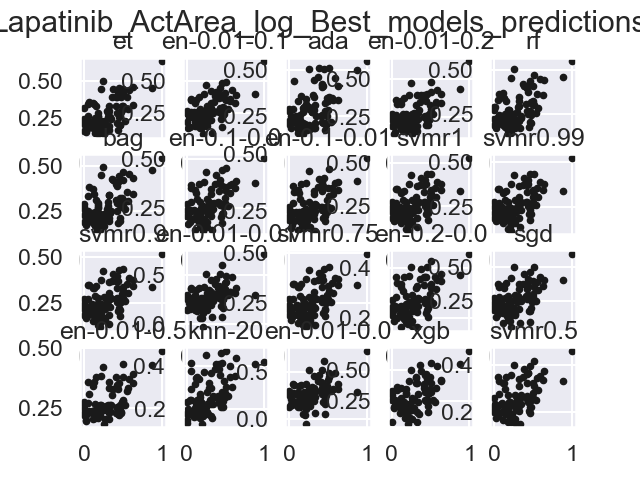 Lapatinib_ActArea_log_Best_models_predictions
et en-0.01-0.1 ada en-0.01-0.2 rf
0.50 0.50 0.50 0.50
0.25 0.25 0.25 0.25
bag en-0.1-0.0 en-0.1-0.01 svmr1 svmr0.99
0.50 0.50 0.50 0.50
0.25 0.25 0.25 0.25
svmr0.9 en-0.01-0.0 svmr0.75 en-0.2-0.0 sgd
0.50 0.5 0.50 0.4 0.50
0.25 0.0 0.25 0.2 0.25
en-0.01-0.5 knn-20 en-0.01-0.0 xgb svmr0.5
0.50 0.4 0.5 0.50 0.4
0.25 0.2 0.0 0.25 0.2
0 1 0 1 0 1 0 1 0 1